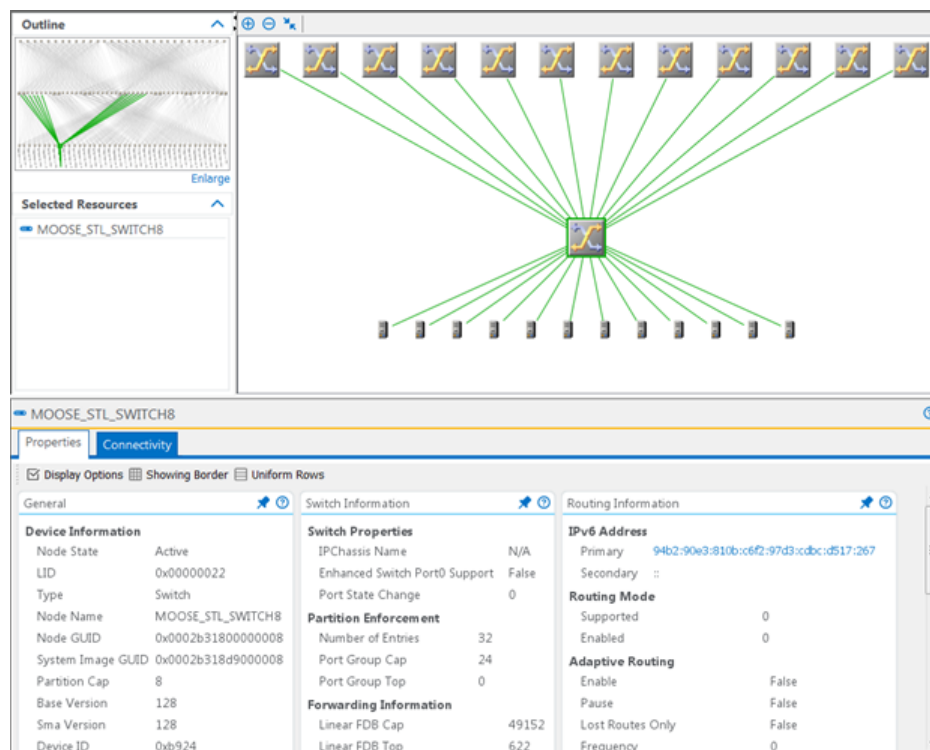 Outline
Enlarge
Selected Resources
MOOSE_STL_SWITCH8
MOOSE_STL_SWITCH8
Properties Connectivity
Display Options Showing Border Uniform Rows
General Switch Information Routing Information
Device Information Switch Properties IPv6 Address
Node State Active IPChassis Name N/A Primary 94b2:90e3:810b:c6f2:97d3:cdbc:d517:267
LID 0x00000022 Enhanced Switch Port0 Support False Secondary ::
Type Switch Port State Change 0 Routing Mode
Node Name MOOSE_STL_SWITCH8 Partition Enforcement Supported 0
Node GUID 0x0002b31800000008 Number of Entries 32 Enabled 0
System Image GUID 0x0002b318d9000008 Port Group Cap 24 Adaptive Routing
Partition Cap 8 Port Group Top 0 Enable False
Base Version 128 Forwarding Information Pause False
Sma Version 128 Linear FDB Cap 49152 Lost Routes Only False
Device ID 0xb924 Linear FDB Top 622 Frequency 0